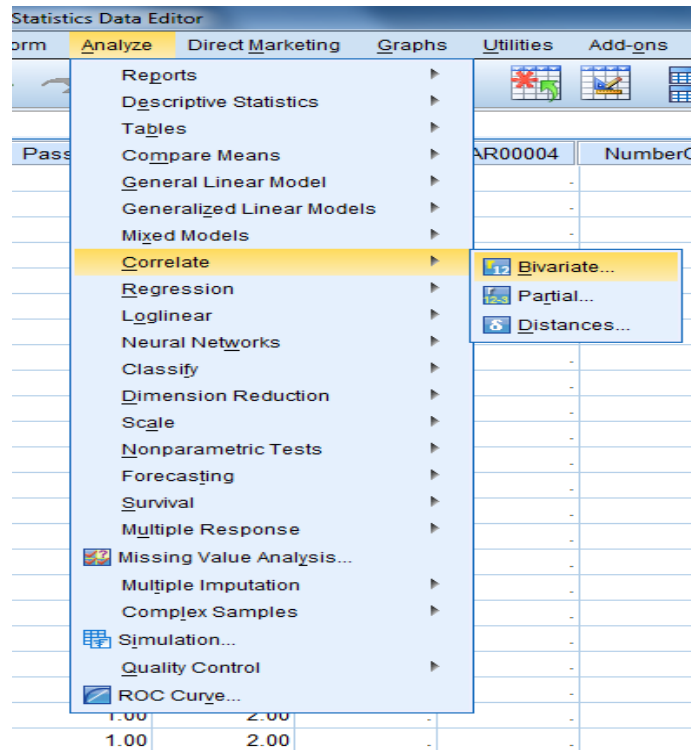 Statistics Data Editor
orm Analyze Direct Marketing Graphs Utilities Add-ons
Reports
Descriptive Statistics
Tables
Pass Compare Means AR00004 Number
General Linear Model
Generalized Linear Models
Mixed Models
Correlate Bivariate...
Regression Partial...
Loglinear Distances...
Neural Networks
Classify
Dimension Reduction
Scale
Nonparametric Tests
Forecasting
Survival
Multiple Response
Missing Value Analysis...
Multiple Imputation
Complex Samples
Simulation...
Quality Control
ROC Curve...
1.00 2.00
1.00 2.00